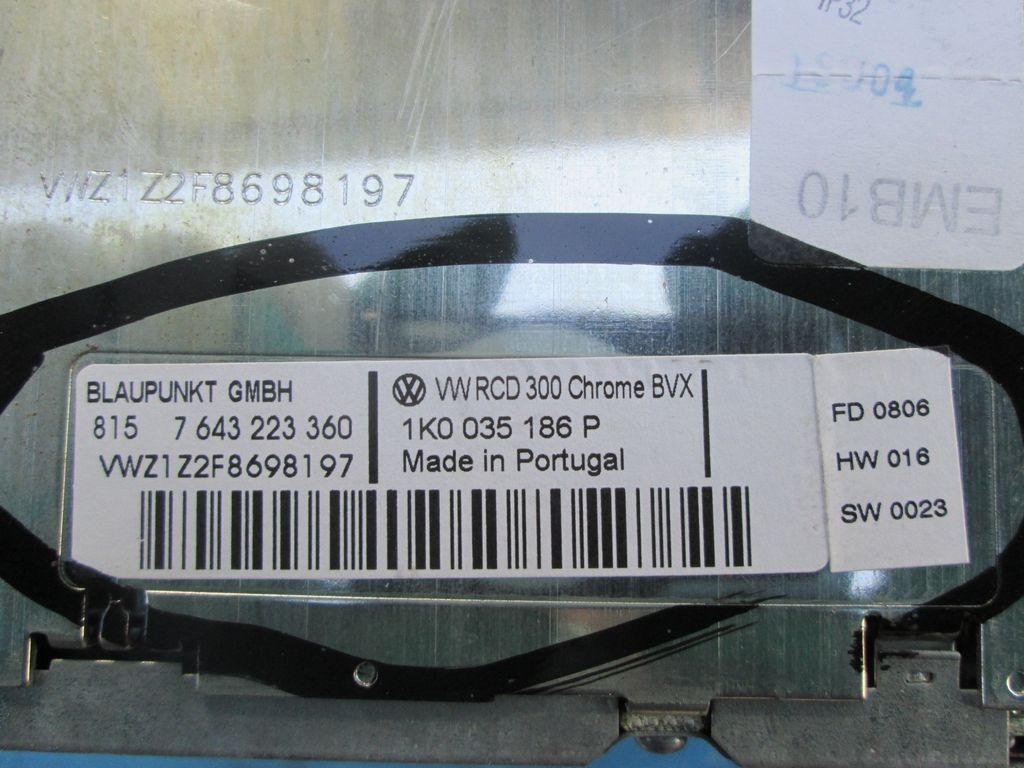 VWZ1Z2F8698197
EMB10
BLAUPUNKT GMBH
815 7 643 223 360
VWZ1Z2F8698197
VW RCD 300 Chrome BVX
1K0 035 186 P
Made in Portugal
FD 0806
HW 016
SW 0023